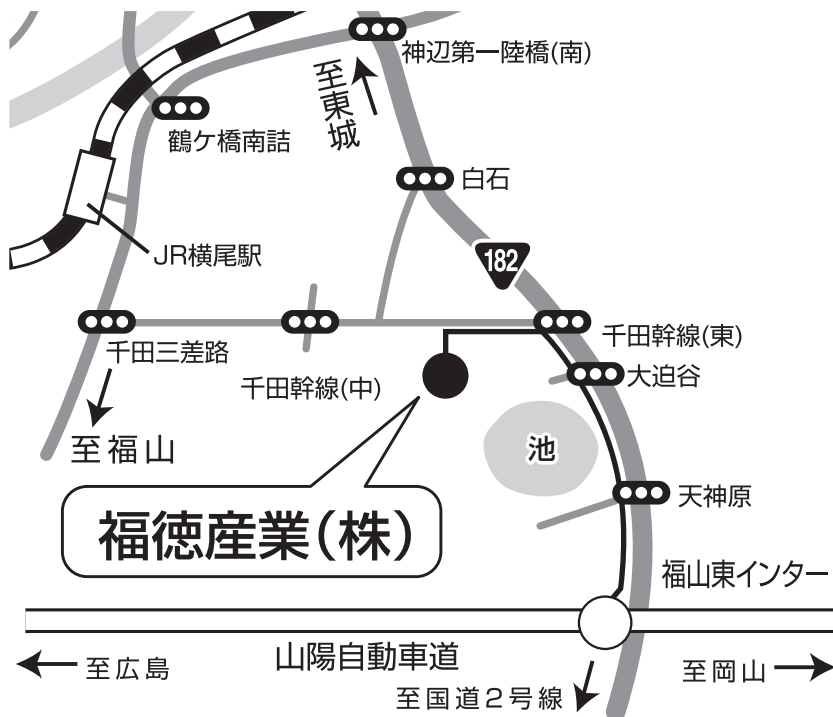 神辺第一陸橋(南)
至東城
鶴ケ橋南詰
白石
JR横尾駅
182
千田三差路
千田幹線(中)
千田幹線(東)
大迫谷
至福山
池
天神原
福徳産業(株)
福山東インター
山陽自動車道
至広島
至岡山
至国道2号線